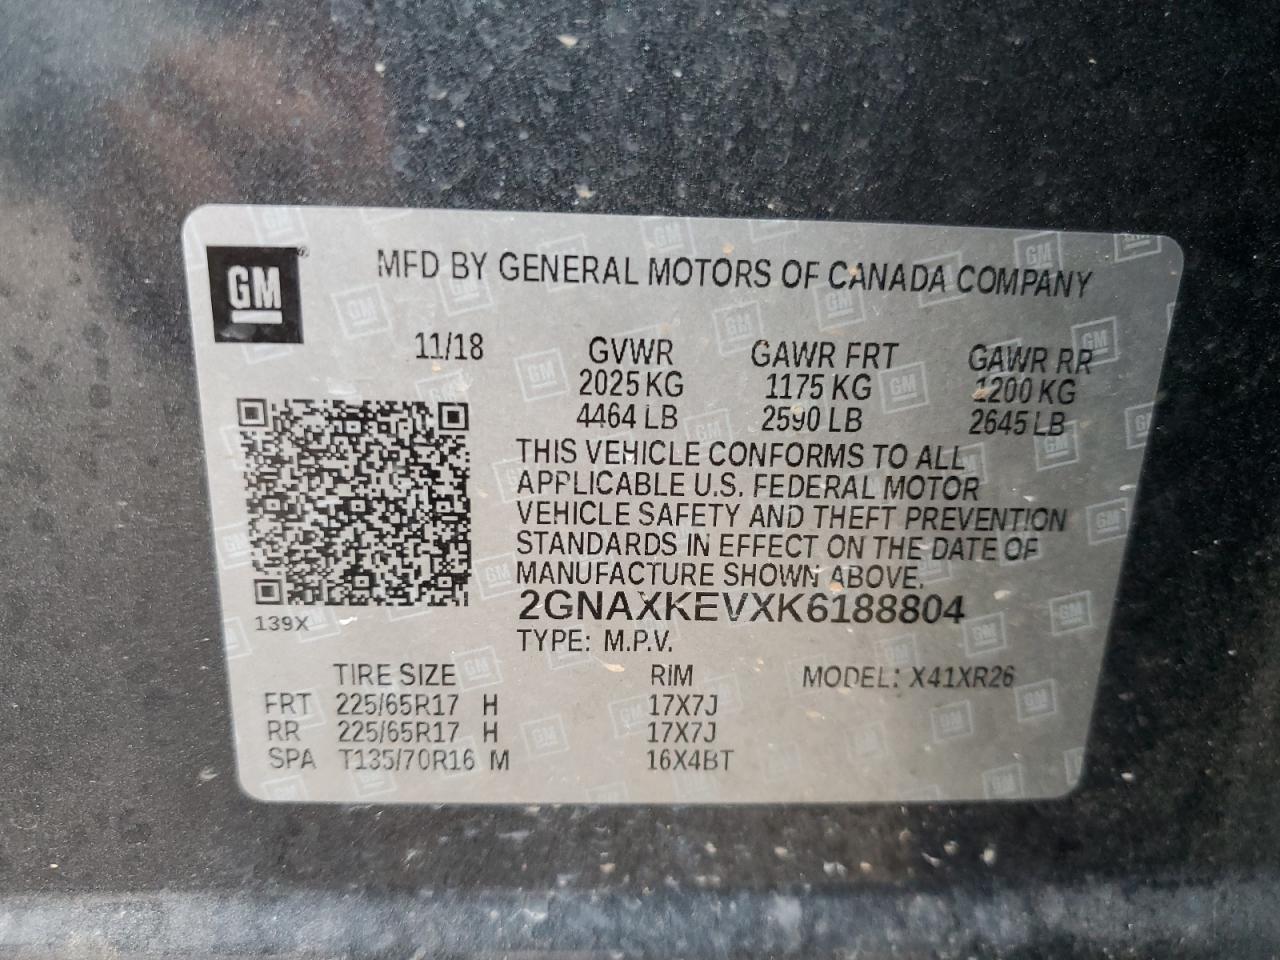 GM
MFD BY GENERAL MOTORS OF CANADA COMPANY
11/18 GVWR GAWR FRT GAWR RR
2025 KG 1175 KG 1200 KG
4464 LB 2590 LB 2645 LB
THIS VEHICLE CONFORMS TO ALL
APPLICABLE U.S. FEDERAL MOTOR
VEHICLE SAFETY AND THEFT PREVENTION
STANDARDS IN EFFECT ON THE DATE OF
MANUFACTURE SHOWN ABOVE.
2GNAXKEVXK6188804
139X
TYPE: M.P.V.
TIRE SIZE RIM MODEL: X41XR26
FRT 225/65R17 H 17X7J
RR 225/65R17 H 17X7J
SPA T135/70R16 M 16X4BT